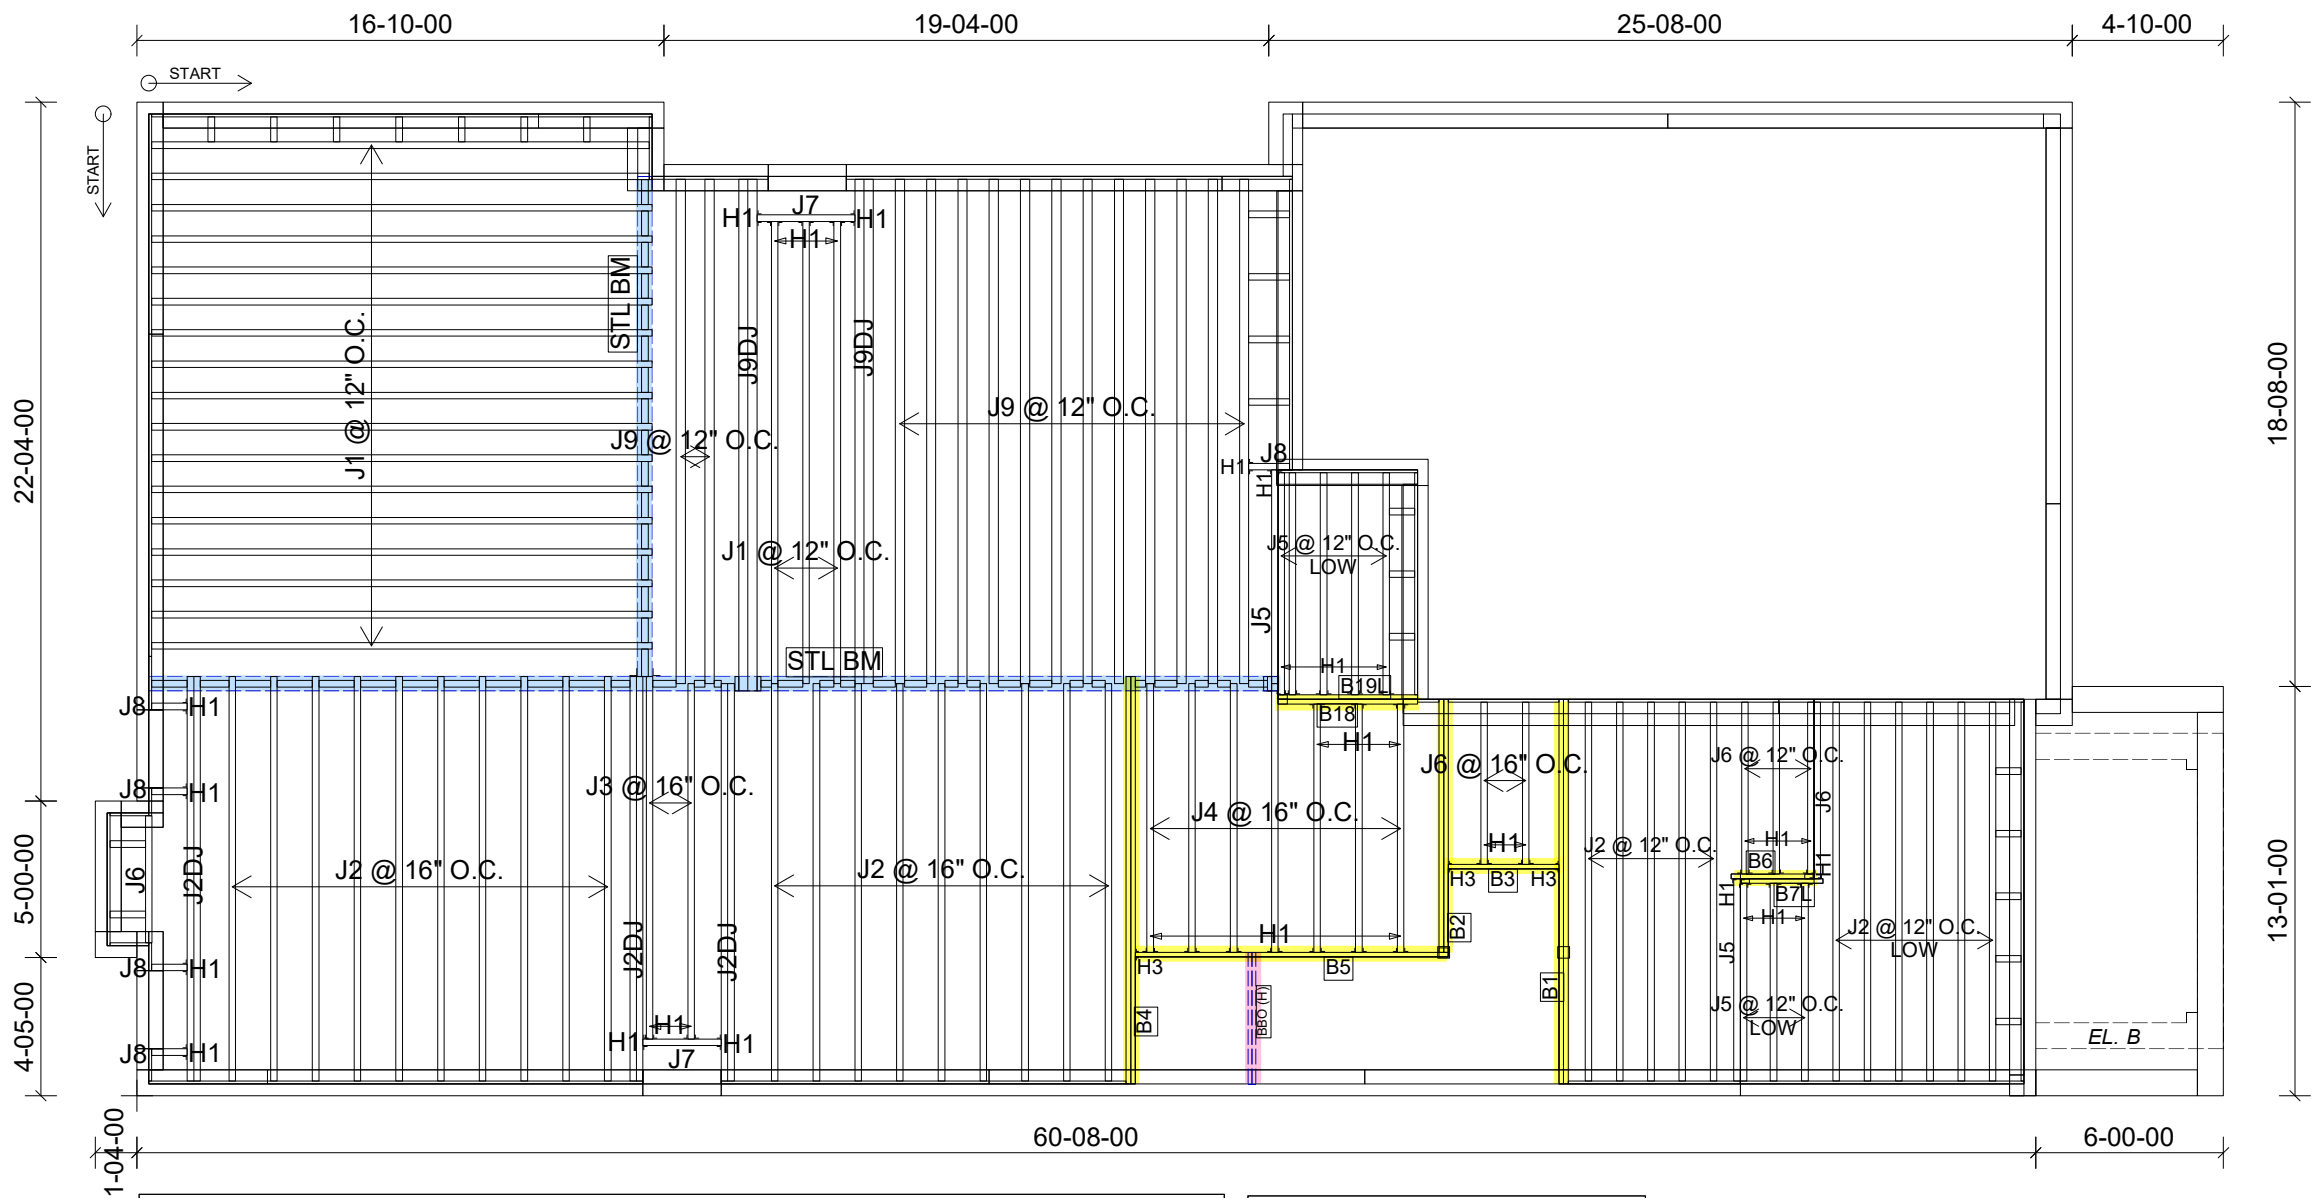 16-10-00
19-04-00
25-08-00
4-10-00
START
START
22-04-00
5-00-00
4-05-00
1-04-00
18-08-00
13-01-00
J1 @ 12" O.C.
STL BM
H1
J7
H1
H1
J9DJ
J9DJ
J9 @ 12" O.C.
J9 @ 12" O.C.
J1 @ 12" O.C.
STL BM
J8
H1
H1
J5
J5 @ 12" O.C.
LOW
H1
B19L
B18
H1
J8
H1
J8
H1
J6
J8
H1
J8
H1
J2DJ
J2 @ 16" O.C.
J3 @ 16" O.C.
J2DJ
J2DJ
H1
H1
J7
H1
J2 @ 16" O.C.
J4 @ 16" O.C.
H1
H3
B5
B4
BBO (H)
J6 @ 16" O.C.
H1
H3
B3
H3
B2
B1
J2 @ 12" O.C.
J6 @ 12" O.C.
J6
H1
B6
H1
H1
B7L
H1
J5
J5 @ 12" O.C.
LOW
J2 @ 12" O.C.
LOW
EL. B
60-08-00
6-00-00